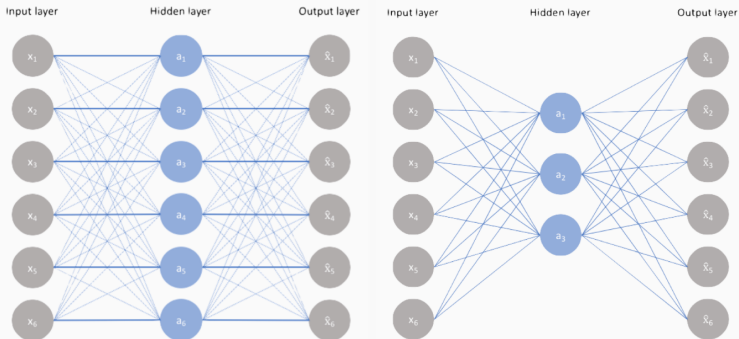 Input layer Hidden layer Output layer
x₁ a₁ x̂₁
x₂ a₂ x̂₂
x₃ a₃ x̂₃
x₄ a₄ x̂₄
x₅ a₅ x̂₅
x₆ a₆ x̂₆
Input layer Hidden layer Output layer
x₁ x̂₁
x₂ a₁ x̂₂
x₃ a₂ x̂₃
x₄ a₃ x̂₄
x₅ x̂₅
x₆ x̂₆